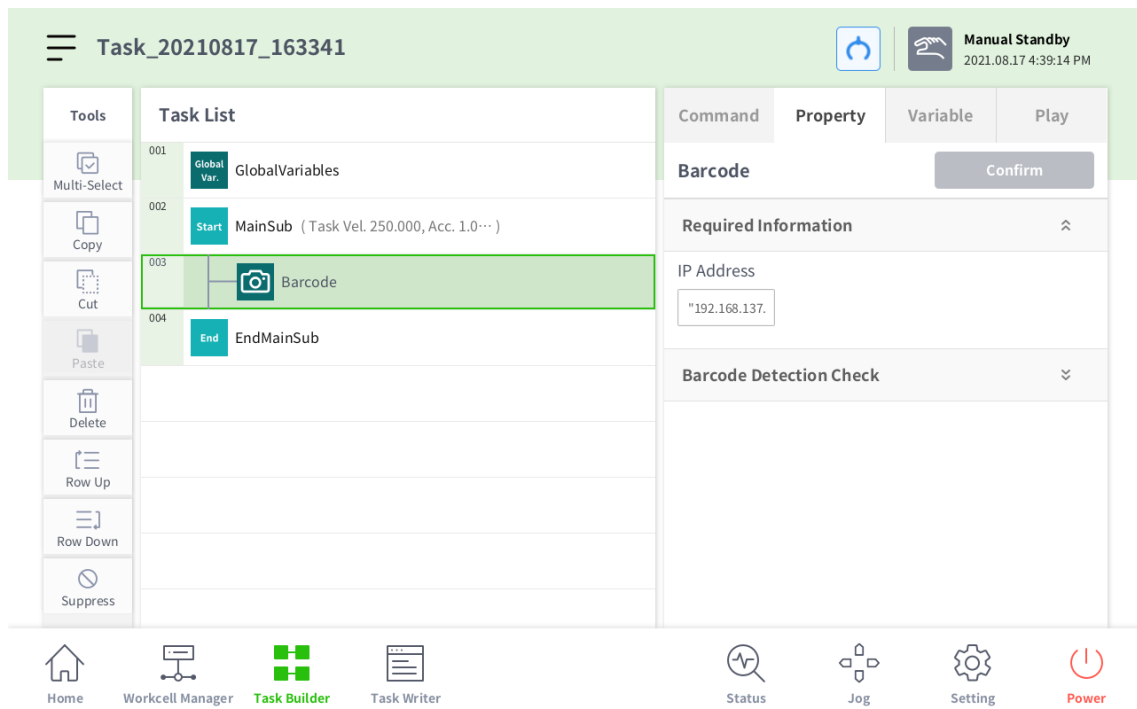 Task_20210817_163341
Manual Standby
2021.08.17 4:39:14 PM
Tools
Multi-Select
Copy
Cut
Paste
Delete
Row Up
Row Down
Suppress
Task List
001
Global Var.
GlobalVariables
002
Start
MainSub ( Task Vel. 250.000, Acc. 1.0··· )
003
Barcode
004
End
EndMainSub
Command
Property
Variable
Play
Barcode
Confirm
Required Information
IP Address
"192.168.137.
Barcode Detection Check
Home
Workcell Manager
Task Builder
Task Writer
Status
Jog
Setting
Power